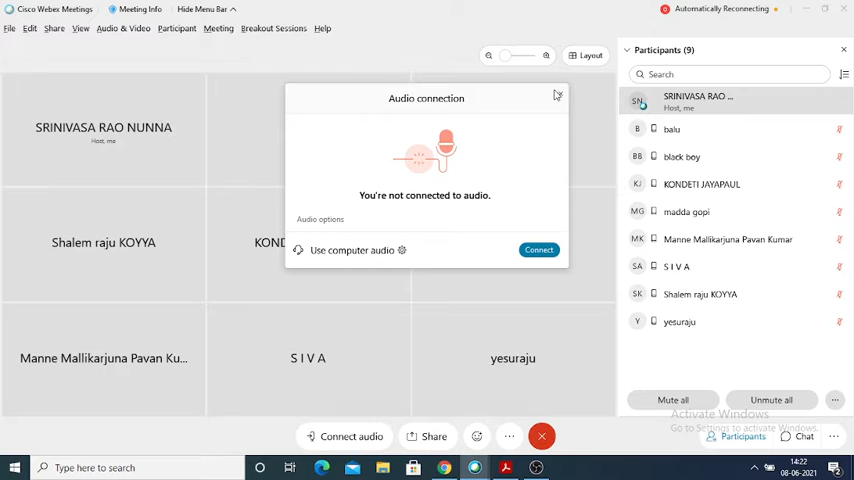 Cisco Webex Meetings
Meeting Info
Hide Menu Bar
Automatically Reconnecting
File Edit Share View Audio & Video Participant Meeting Breakout Sessions Help
Layout
Participants (9)
Search
SRINIVASA RAO NUNNA
Host, me
Shalem raju KOYYA
KOND
Manne Mallikarjuna Pavan Ku...
S I V A
yesuraju
Audio connection
You're not connected to audio.
Audio options
Use computer audio
Connect
SN
SRINIVASA RAO ...
Host, me
B balu
BB black boy
KJ KONDETI JAYAPAUL
MG madda gopi
MK Manne Mallikarjuna Pavan Kumar
SA S I V A
SK Shalem raju KOYYA
Y yesuraju
Mute all
Unmute all
Activate Windows
Go to Settings to activate Windows.
Connect audio
Share
Participants
Chat
Type here to search
14:22
08-06-2021
2